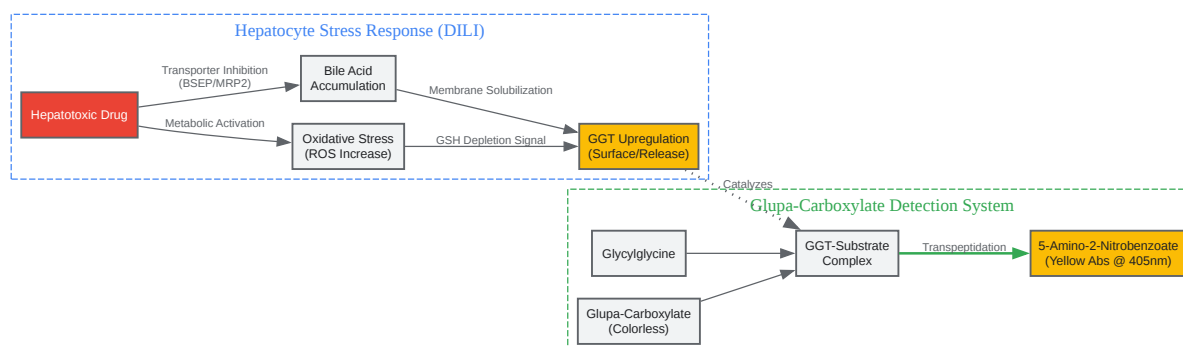 Hepatocyte Stress Response (DILI)
Transporter Inhibition
(BSEP/MRP2)
Bile Acid
Accumulation
Hepatotoxic Drug
Membrane Solubilization
Metabolic Activation
Oxidative Stress
(ROS Increase)
GSH Depletion Signal
GGT Upregulation
(Surface/Release)
Catalyzes
Glupa-Carboxylate Detection System
Glycylglycine
GGT-Substrate
Complex
Transpeptidation
5-Amino-2-Nitrobenzoate
(Yellow Abs @ 405nm)
Glupa-Carboxylate
(Colorless)